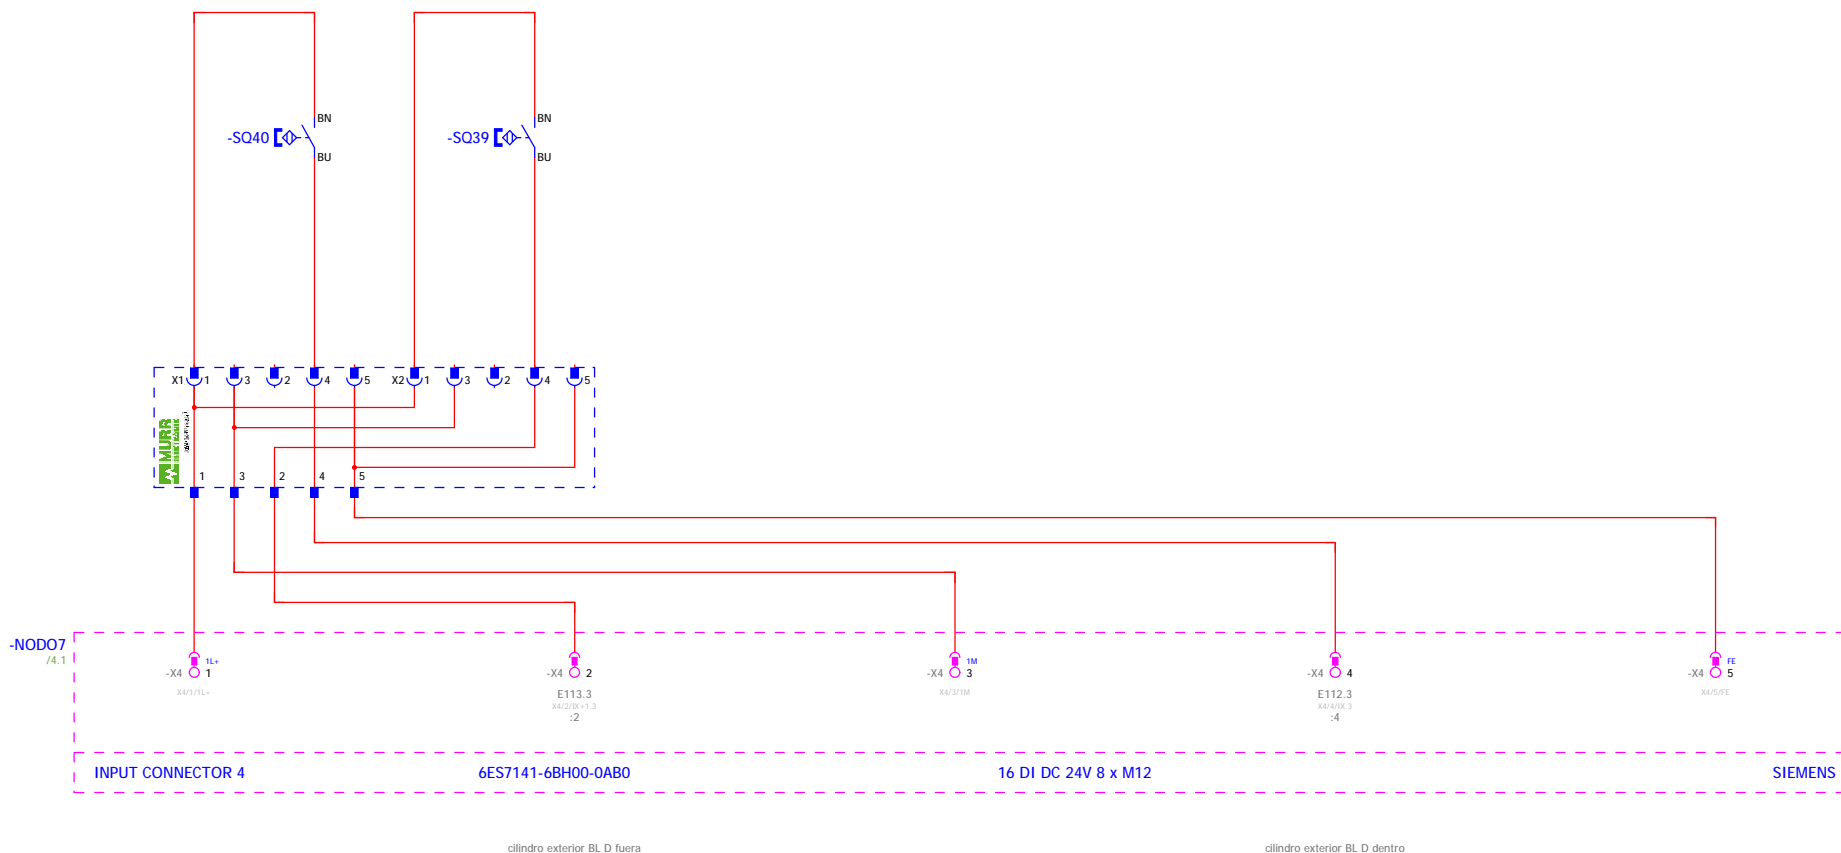 BN
BN
-SQ40
-SQ39
BU
BU
X1 1 3 2 4 5 X2 1 3 2 4 5
MURR
1 3 2 4 5
-NODO7
/4.1
1L+ 1M FE
-X4 1 -X4 2 -X4 3 -X4 4 -X4 5
X4/1/1L+ E113.3 X4/3/1M E112.3 X4/5/FE
X4/2/IX+1.3 X4/4/IX.3
:2 :4
INPUT CONNECTOR 4 6ES7141-6BH00-0AB0 16 DI DC 24V 8 x M12 SIEMENS
cilindro exterior BL D fuera cilindro exterior BL D dentro